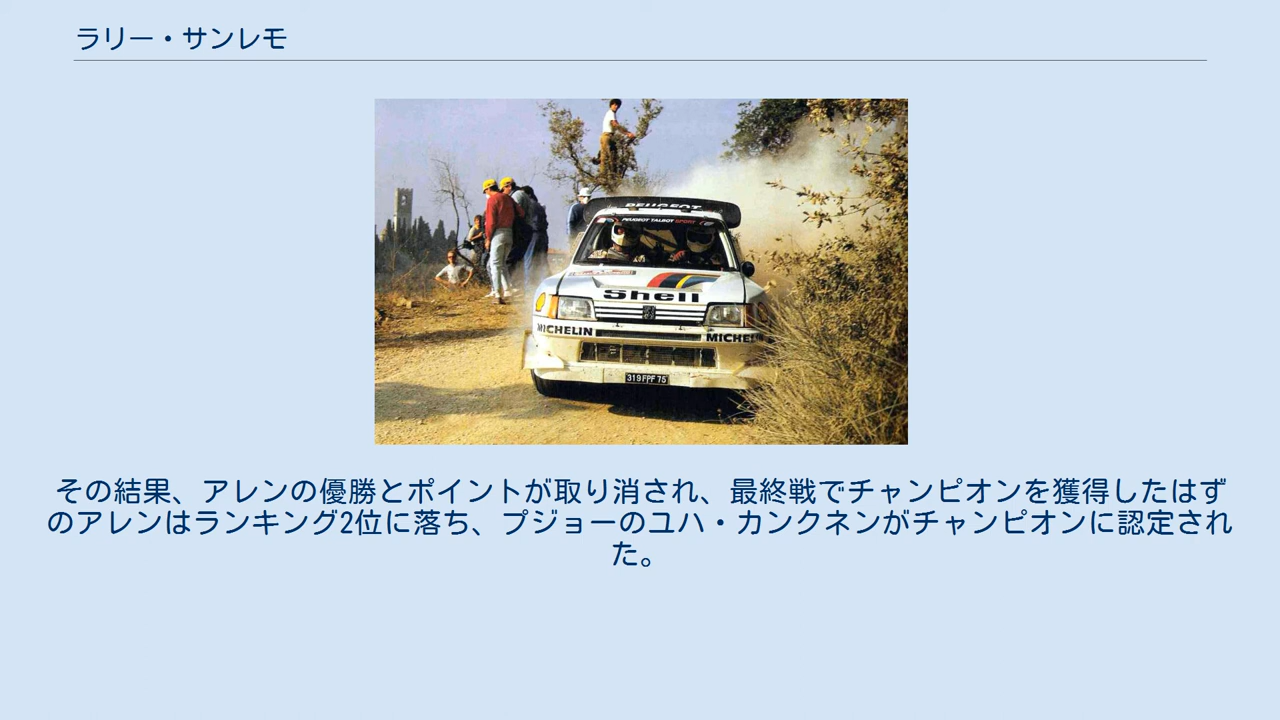 ラリー・サンレモ
PEUGEOT
PEUGEOT TALBOT SPORT
Shell
MICHELIN
MICHEL
319 FPF 75
その結果、アレンの優勝とポイントが取り消され、最終戦でチャンピオンを獲得したはず
のアレンはランキング2位に落ち、プジョーのユハ・カンクネンがチャンピオンに認定され
た。